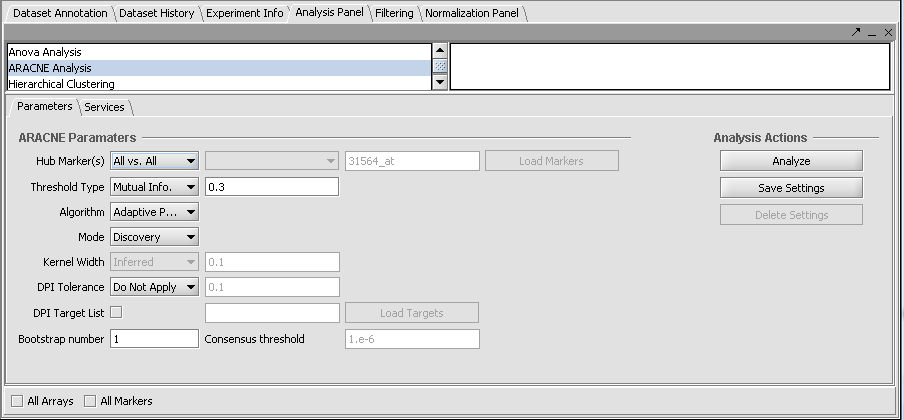 Dataset Annotation Dataset History Experiment Info Analysis Panel Filtering Normalization Panel
Anova Analysis
ARACNE Analysis
Hierarchical Clustering
Parameters Services
ARACNE Paramaters Analysis Actions
Hub Marker(s) All vs. All 31564_at Load Markers Analyze
Threshold Type Mutual Info. 0.3 Save Settings
Algorithm Adaptive P... Delete Settings
Mode Discovery
Kernel Width Inferred 0.1
DPI Tolerance Do Not Apply 0.1
DPI Target List Load Targets
Bootstrap number 1 Consensus threshold 1.e-6
All Arrays All Markers